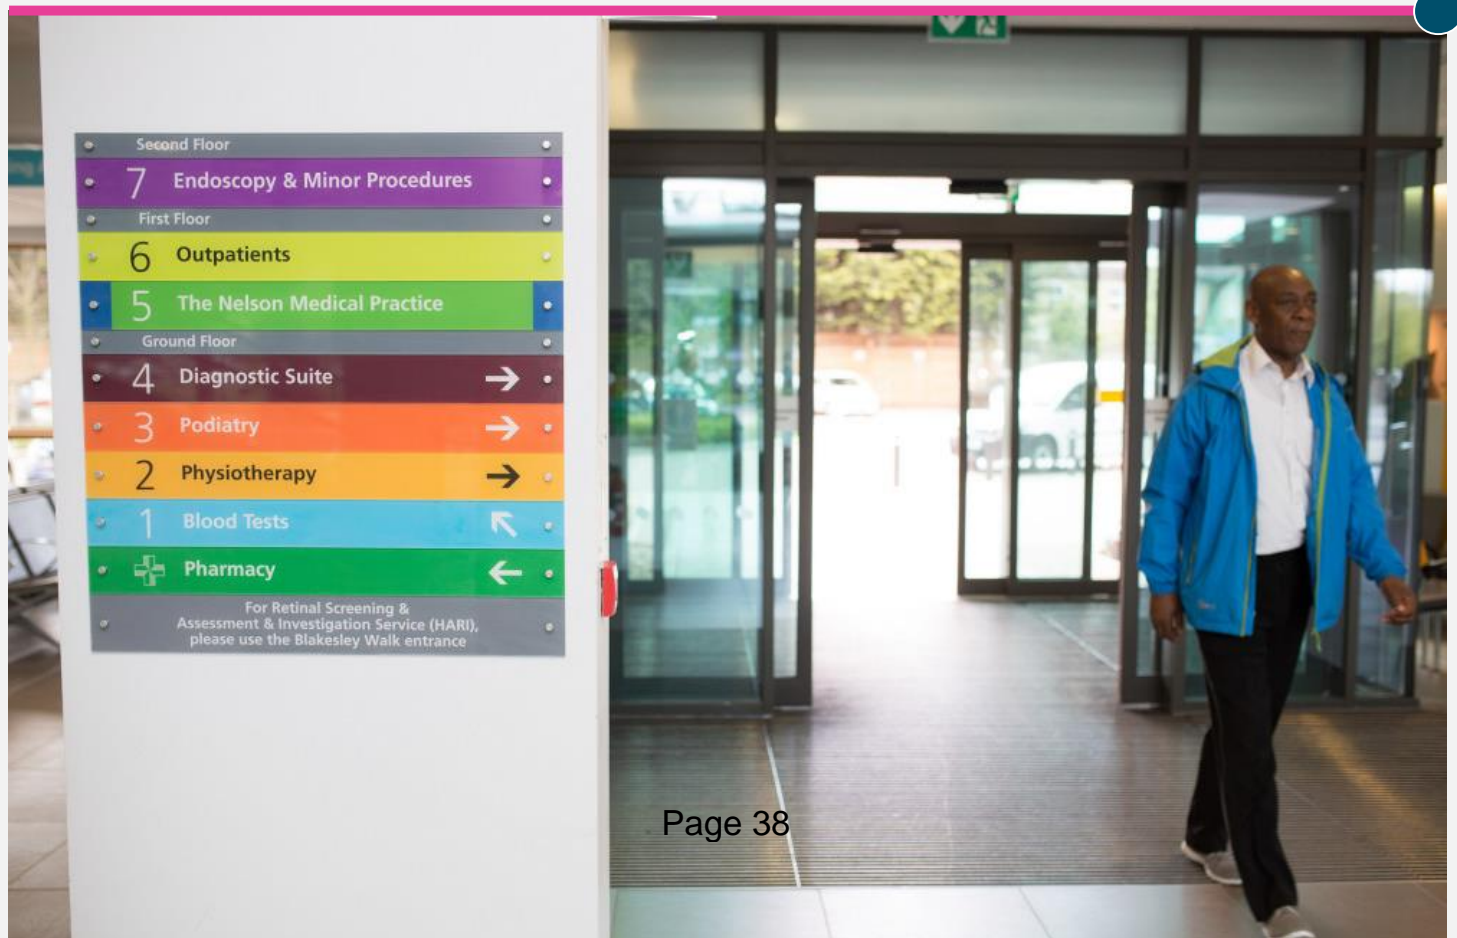 Second Floor
7 Endoscopy & Minor Procedures
First Floor
6 Outpatients
5 The Nelson Medical Practice
Ground Floor
4 Diagnostic Suite →
3 Podiatry →
2 Physiotherapy →
1 Blood Tests ↖
Pharmacy ←
For Retinal Screening &
Assessment & Investigation Service (HARI),
please use the Blakesley Walk entrance
Page 38